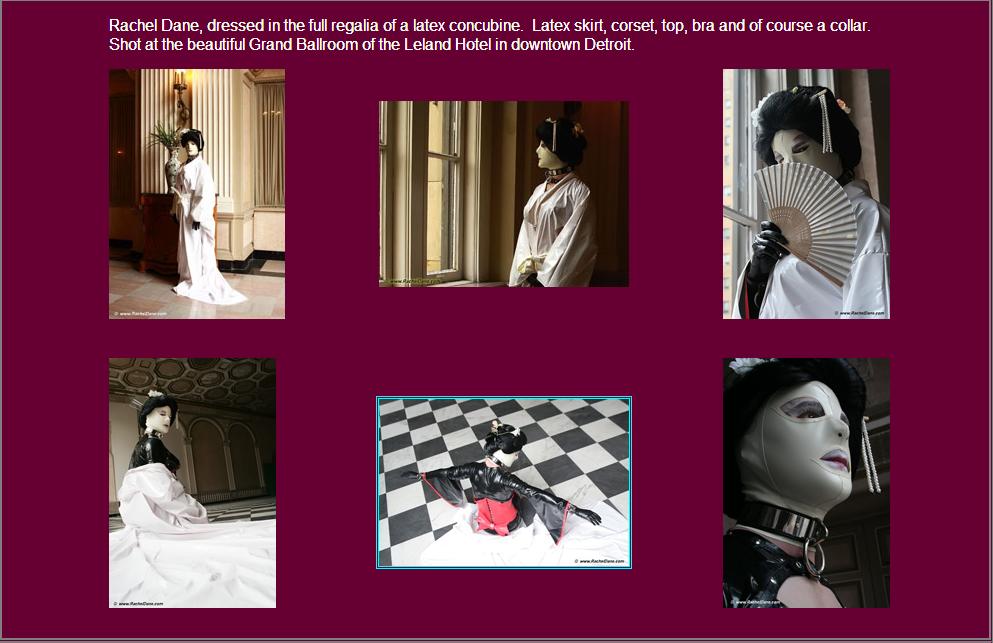 Rachel Dane, dressed in the full regalia of a latex concubine.  Latex skirt, corset, top, bra and of course a collar.
Shot at the beautiful Grand Ballroom of the Leland Hotel in downtown Detroit.
© www.RachelDane.com
© www.RachelDane.com
© www.RachelDane.com
© www.RachelDane.com
© www.RachelDane.com
© www.RachelDane.com